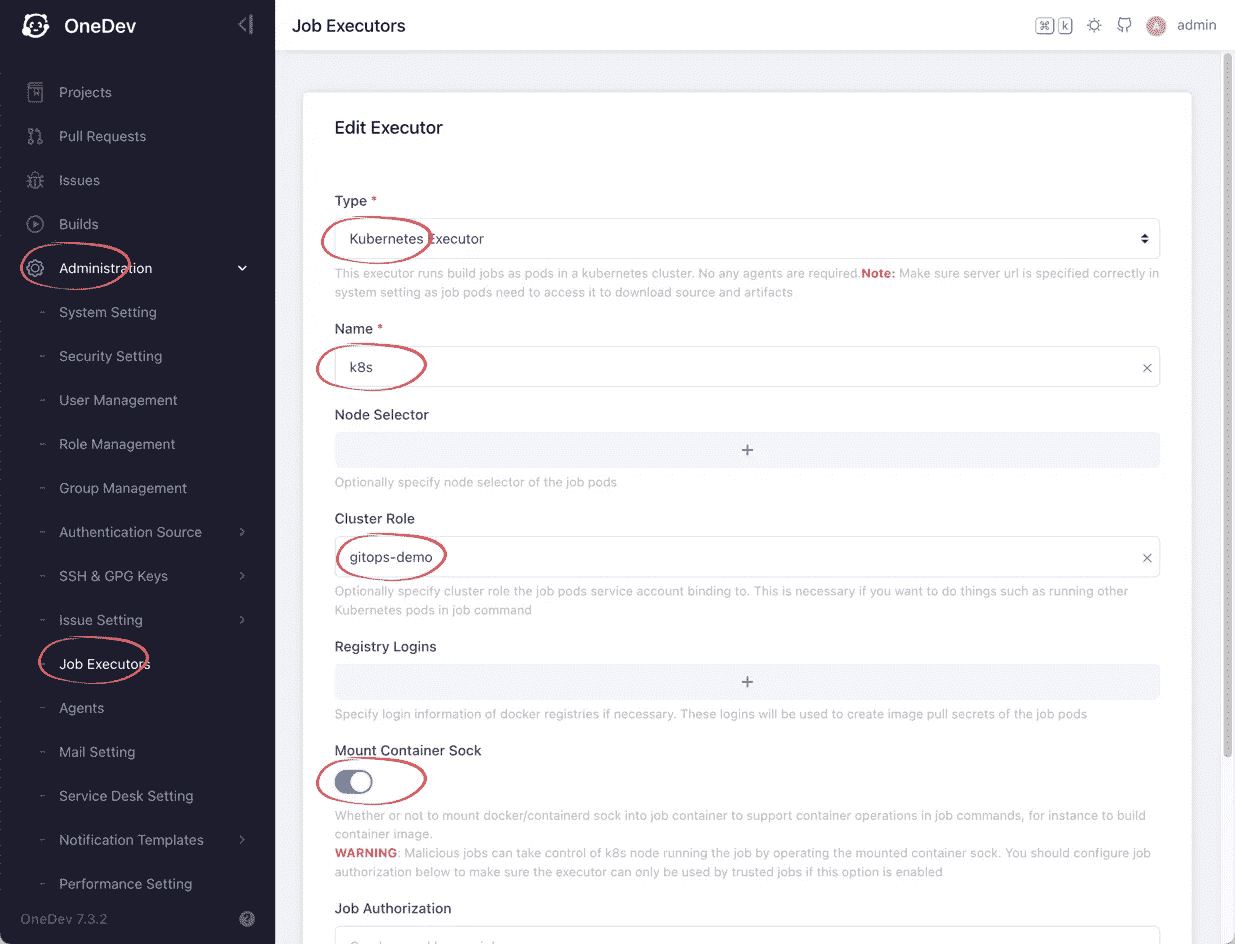 OneDev
Job Executors
⌘ k
admin
Projects
Pull Requests
Issues
Builds
Administration
System Setting
Security Setting
User Management
Role Management
Group Management
Authentication Source
SSH & GPG Keys
Issue Setting
Job Executors
Agents
Mail Setting
Service Desk Setting
Notification Templates
Performance Setting
OneDev 7.3.2
Edit Executor
Type *
Kubernetes Executor
This executor runs build jobs as pods in a kubernetes cluster. No any agents are required.Note: Make sure server url is specified correctly in
system setting as job pods need to access it to download source and artifacts
Name *
k8s
Node Selector
Optionally specify node selector of the job pods
Cluster Role
gitops-demo
Optionally specify cluster role the job pods service account binding to. This is necessary if you want to do things such as running other
Kubernetes pods in job command
Registry Logins
Specify login information of docker registries if necessary. These logins will be used to create image pull secrets of the job pods
Mount Container Sock
Whether or not to mount docker/containerd sock into job container to support container operations in job commands, for instance to build
container image.
WARNING: Malicious jobs can take control of k8s node running the job by operating the mounted container sock. You should configure job
authorization below to make sure the executor can only be used by trusted jobs if this option is enabled
Job Authorization